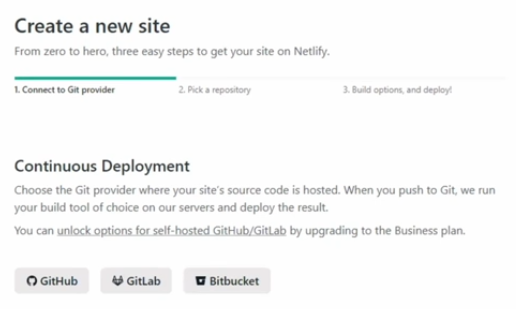 Create a new site
From zero to hero, three easy steps to get your site on Netlify.
1. Connect to Git provider
2. Pick a repository
3. Build options, and deploy!
Continuous Deployment
Choose the Git provider where your site's source code is hosted. When you push to Git, we run
your build tool of choice on our servers and deploy the result.
You can unlock options for self-hosted GitHub/GitLab by upgrading to the Business plan.
GitHub
GitLab
Bitbucket